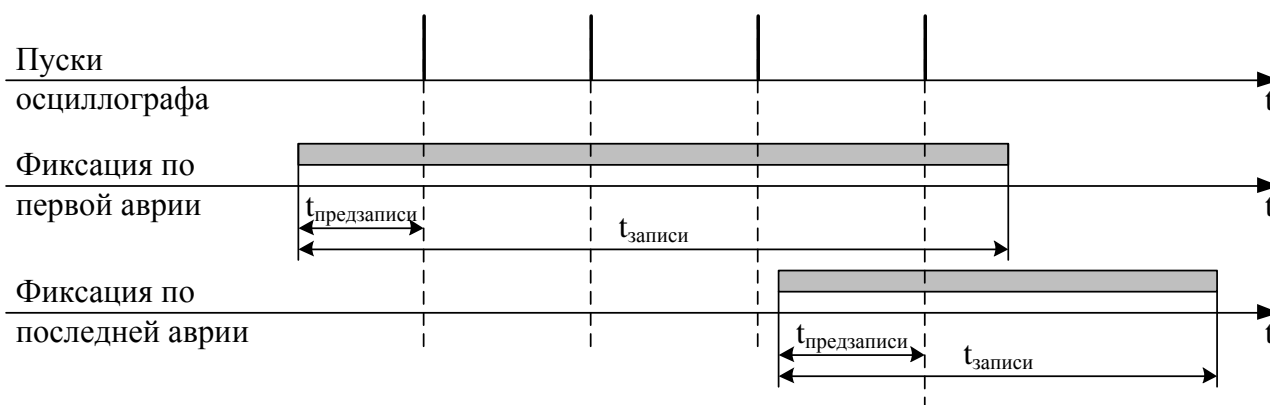 Пуски
осциллографа
t
Фиксация по
первой аврии
t
tпредзаписи
tзаписи
Фиксация по
последней аврии
t
tпредзаписи
tзаписи